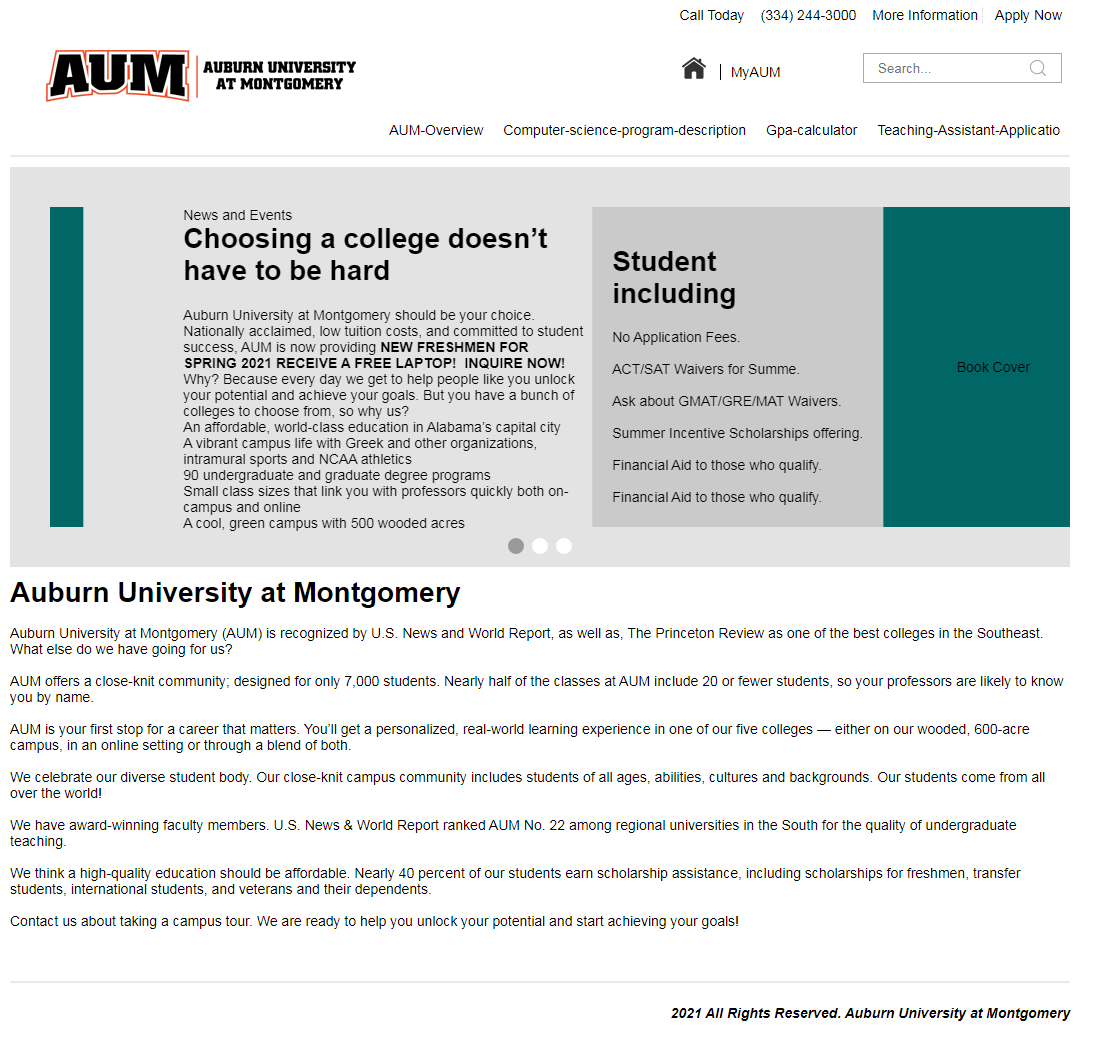 Call Today (334) 244-3000 More Information Apply Now
AUM AUBURN UNIVERSITY
AT MONTGOMERY
MyAUM
Search...
AUM-Overview Computer-science-program-description Gpa-calculator Teaching-Assistant-Applicatio
News and Events
Choosing a college doesn’t
have to be hard
Auburn University at Montgomery should be your choice.
Nationally acclaimed, low tuition costs, and committed to student
success, AUM is now providing NEW FRESHMEN FOR
SPRING 2021 RECEIVE A FREE LAPTOP! INQUIRE NOW!
Why? Because every day we get to help people like you unlock
your potential and achieve your goals. But you have a bunch of
colleges to choose from, so why us?
An affordable, world-class education in Alabama’s capital city
A vibrant campus life with Greek and other organizations,
intramural sports and NCAA athletics
90 undergraduate and graduate degree programs
Small class sizes that link you with professors quickly both on-
campus and online
A cool, green campus with 500 wooded acres
Student
including
No Application Fees.
ACT/SAT Waivers for Summe.
Ask about GMAT/GRE/MAT Waivers.
Summer Incentive Scholarships offering.
Financial Aid to those who qualify.
Financial Aid to those who qualify.
Book Cover
Auburn University at Montgomery
Auburn University at Montgomery (AUM) is recognized by U.S. News and World Report, as well as, The Princeton Review as one of the best colleges in the Southeast.
What else do we have going for us?
AUM offers a close-knit community; designed for only 7,000 students. Nearly half of the classes at AUM include 20 or fewer students, so your professors are likely to know
you by name.
AUM is your first stop for a career that matters. You’ll get a personalized, real-world learning experience in one of our five colleges — either on our wooded, 600-acre
campus, in an online setting or through a blend of both.
We celebrate our diverse student body. Our close-knit campus community includes students of all ages, abilities, cultures and backgrounds. Our students come from all
over the world!
We have award-winning faculty members. U.S. News & World Report ranked AUM No. 22 among regional universities in the South for the quality of undergraduate
teaching.
We think a high-quality education should be affordable. Nearly 40 percent of our students earn scholarship assistance, including scholarships for freshmen, transfer
students, international students, and veterans and their dependents.
Contact us about taking a campus tour. We are ready to help you unlock your potential and start achieving your goals!
2021 All Rights Reserved. Auburn University at Montgomery